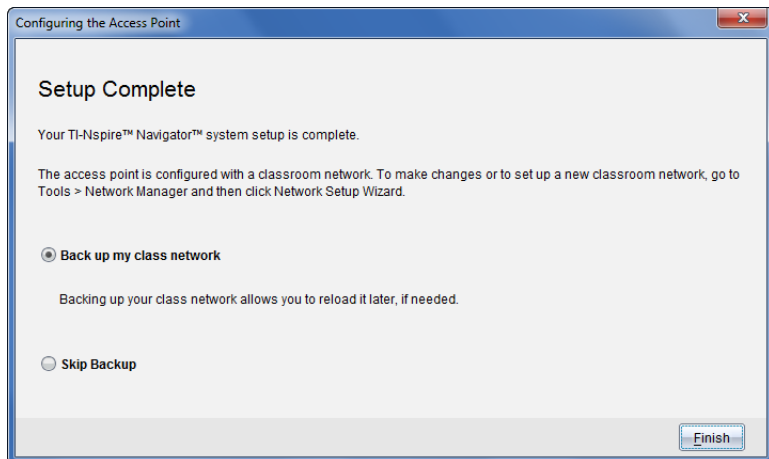 Configuring the Access Point
Setup Complete
Your TI-Nspire™ Navigator™ system setup is complete.
The access point is configured with a classroom network. To make changes or to set up a new classroom network, go to
Tools > Network Manager and then click Network Setup Wizard.
Back up my class network
Backing up your class network allows you to reload it later, if needed.
Skip Backup
Finish